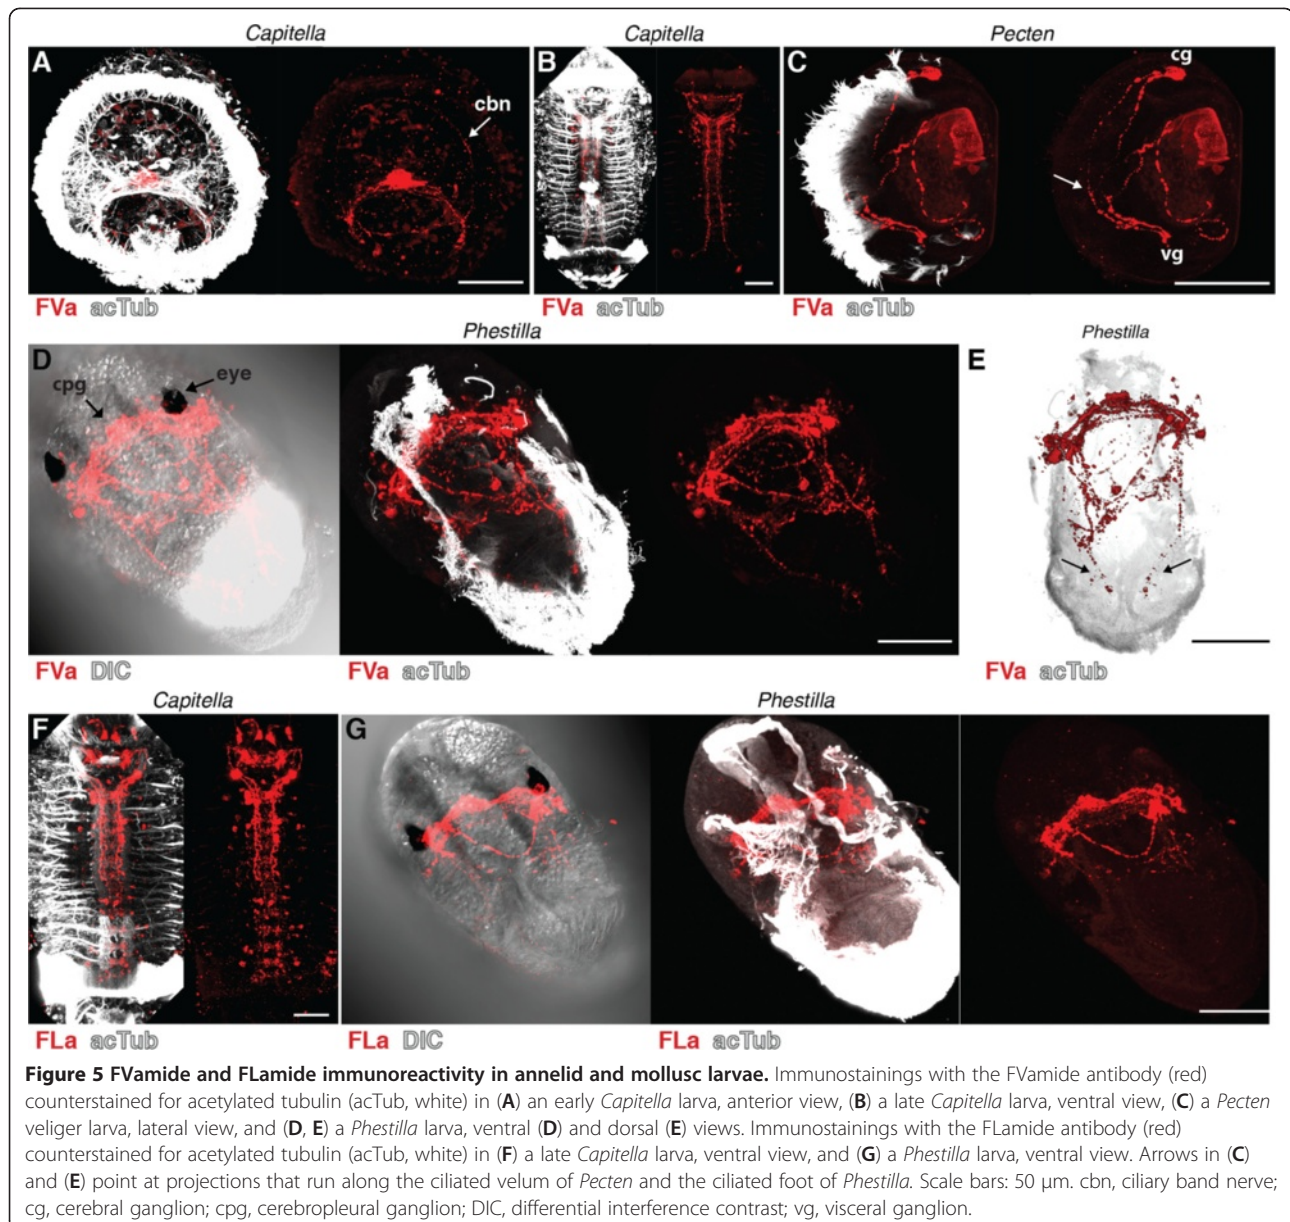 Capitella
Capitella
Pecten
A
cbn
B
C
cg
vg
FVa acTub
FVa acTub
FVa acTub
Phestilla
Phestilla
D
cpg
eye
E
FVa DIC
FVa acTub
FVa acTub
Capitella
Phestilla
F
G
FLa acTub
FLa DIC
FLa acTub
Figure 5 FVamide and FLamide immunoreactivity in annelid and mollusc larvae. Immunostainings with the FVamide antibody (red)
counterstained for acetylated tubulin (acTub, white) in (A) an early Capitella larva, anterior view, (B) a late Capitella larva, ventral view, (C) a Pecten
veliger larva, lateral view, and (D, E) a Phestilla larva, ventral (D) and dorsal (E) views. Immunostainings with the FLamide antibody (red)
counterstained for acetylated tubulin (acTub, white) in (F) a late Capitella larva, ventral view, and (G) a Phestilla larva, ventral view. Arrows in (C)
and (E) point at projections that run along the ciliated velum of Pecten and the ciliated foot of Phestilla. Scale bars: 50 μm. cbn, ciliary band nerve;
cg, cerebral ganglion; cpg, cerebropleural ganglion; DIC, differential interference contrast; vg, visceral ganglion.